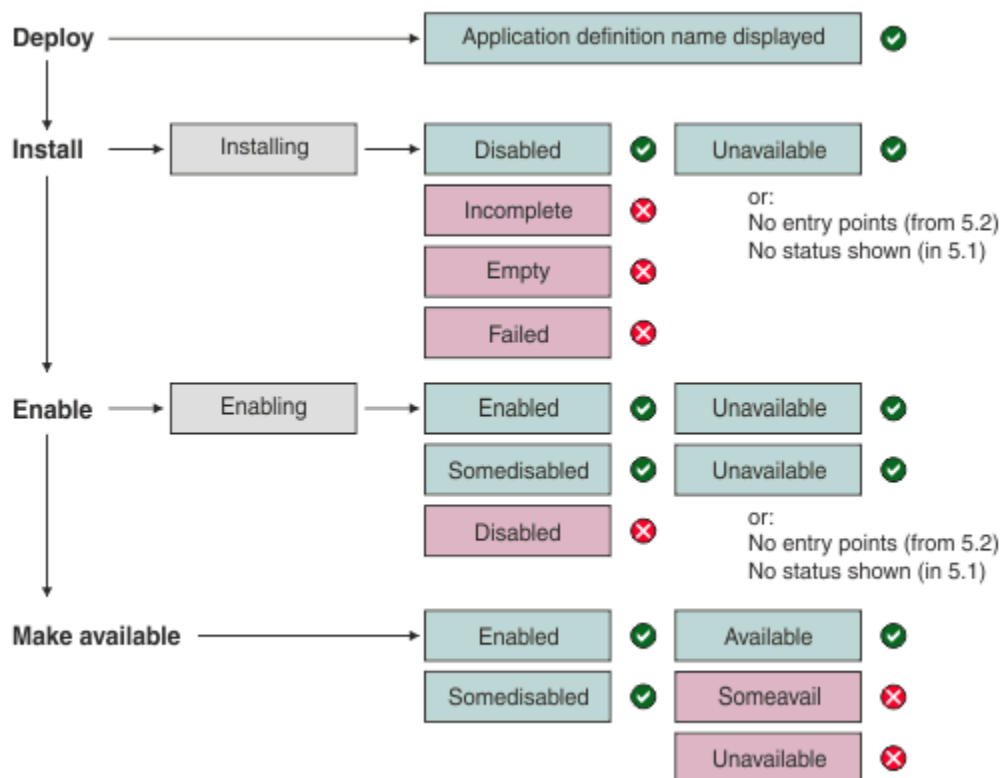 Deploy
Application definition name displayed
Install
Installing
Disabled
Unavailable
Incomplete
or:
No entry points (from 5.2)
No status shown (in 5.1)
Empty
Failed
Enable
Enabling
Enabled
Unavailable
Somedisabled
Unavailable
Disabled
or:
No entry points (from 5.2)
No status shown (in 5.1)
Make available
Enabled
Available
Somedisabled
Someavail
Unavailable